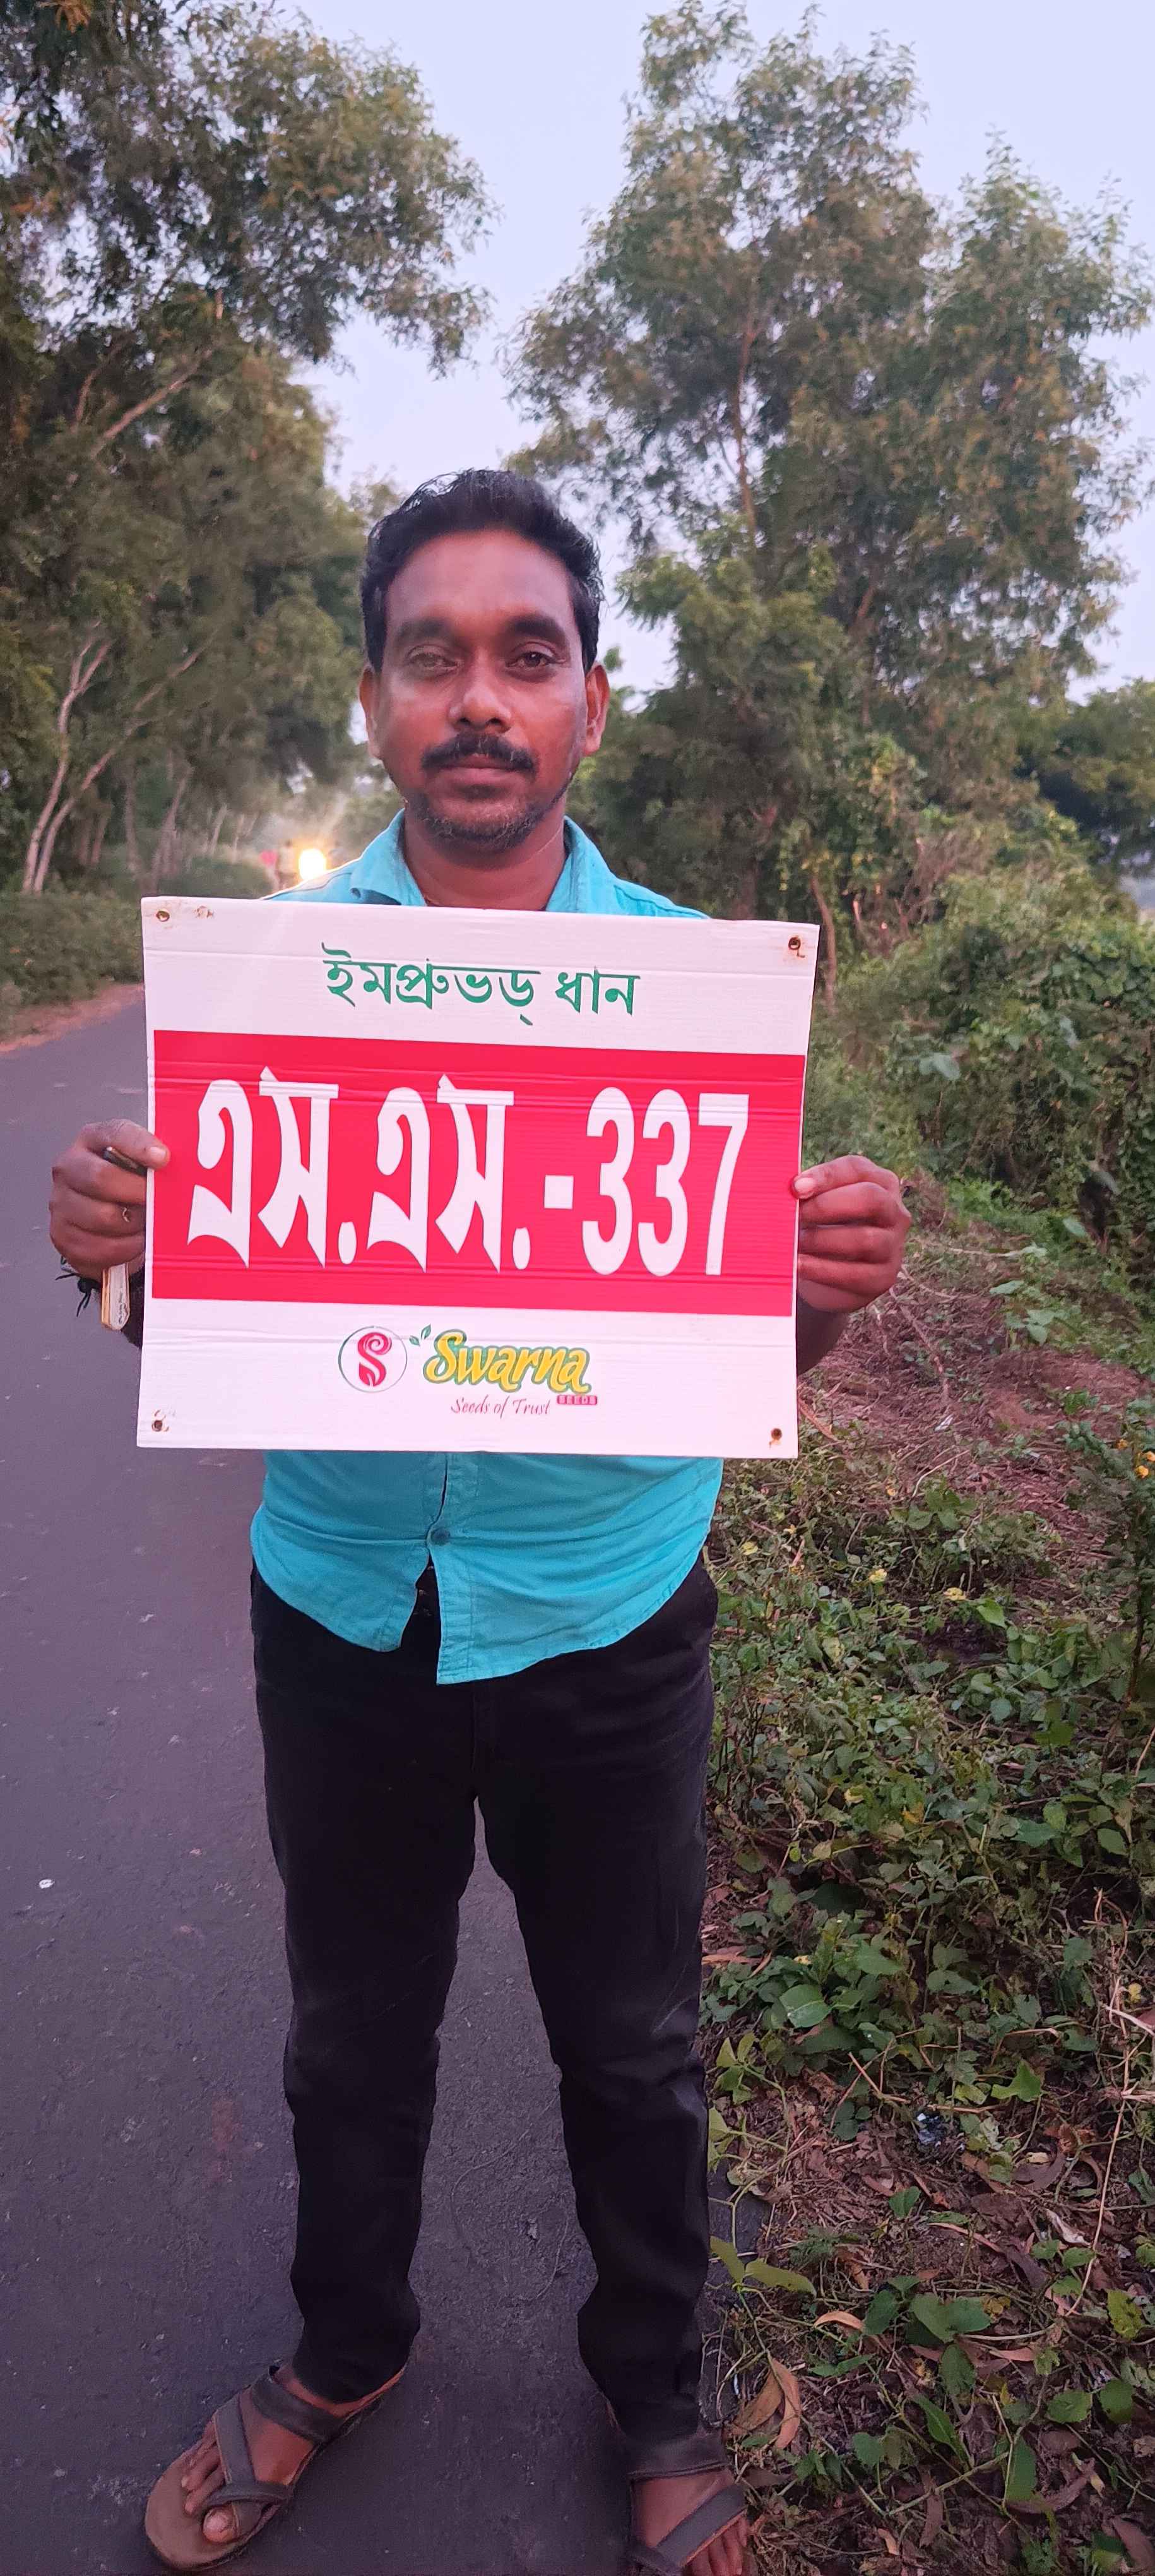 ইমপ্রুভড্ ধান
এস.এস.-337
Swarna
SEEDS
Seeds of Trust